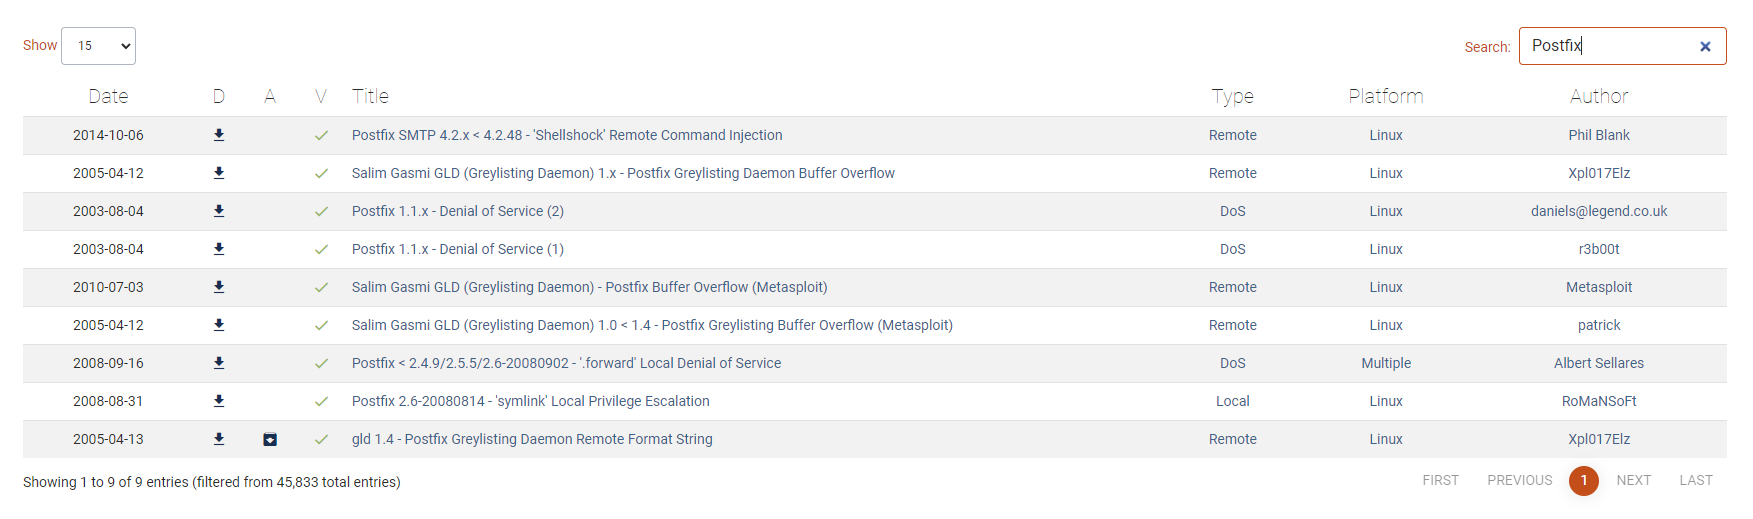 Show 15 Search: Postfix
Date D A V Title Type Platform Author
2014-10-06 Postfix SMTP 4.2.x < 4.2.48 - 'Shellshock' Remote Command Injection Remote Linux Phil Blank
2005-04-12 Salim Gasmi GLD (Greylisting Daemon) 1.x - Postfix Greylisting Daemon Buffer Overflow Remote Linux Xpl017Elz
2003-08-04 Postfix 1.1.x - Denial of Service (2) DoS Linux daniels@legend.co.uk
2003-08-04 Postfix 1.1.x - Denial of Service (1) DoS Linux r3b00t
2010-07-03 Salim Gasmi GLD (Greylisting Daemon) - Postfix Buffer Overflow (Metasploit) Remote Linux Metasploit
2005-04-12 Salim Gasmi GLD (Greylisting Daemon) 1.0 < 1.4 - Postfix Greylisting Buffer Overflow (Metasploit) Remote Linux patrick
2008-09-16 Postfix < 2.4.9/2.5.5/2.6-20080902 - '.forward' Local Denial of Service DoS Multiple Albert Sellares
2008-08-31 Postfix 2.6-20080814 - 'symlink' Local Privilege Escalation Local Linux RoMaNSoFt
2005-04-13 gld 1.4 - Postfix Greylisting Daemon Remote Format String Remote Linux Xpl017Elz
Showing 1 to 9 of 9 entries (filtered from 45,833 total entries) FIRST PREVIOUS 1 NEXT LAST